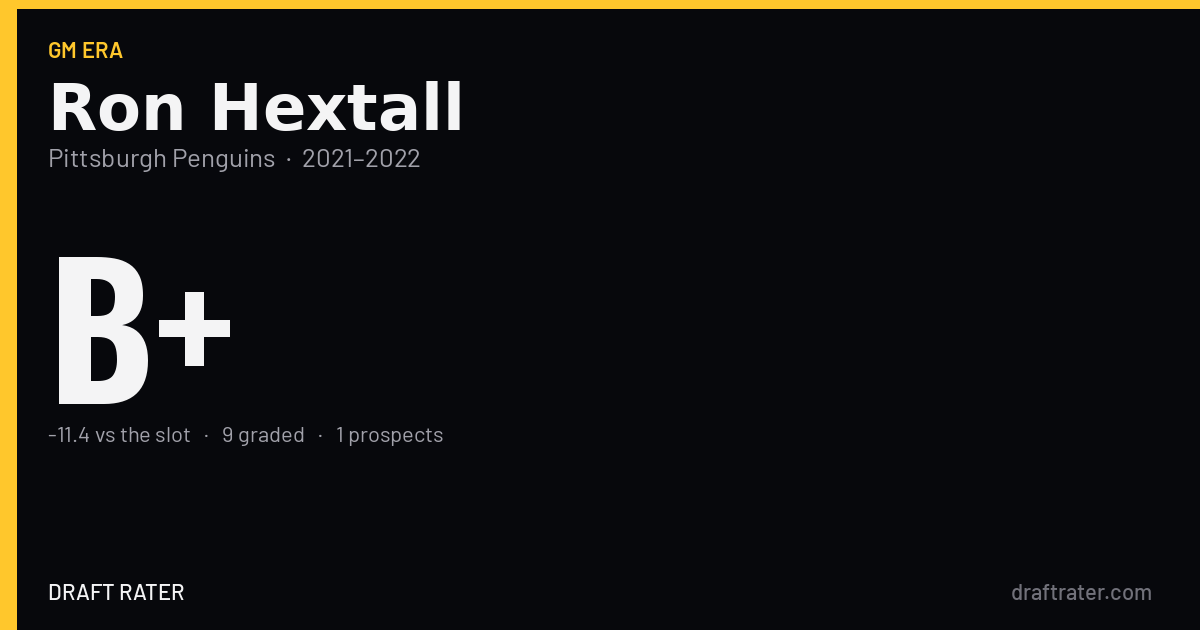 GM ERA
Ron Hextall
Pittsburgh Penguins · 2021–2022
B+
-11.4 vs the slot · 9 graded · 1 prospects
DRAFT RATER
draftrater.com